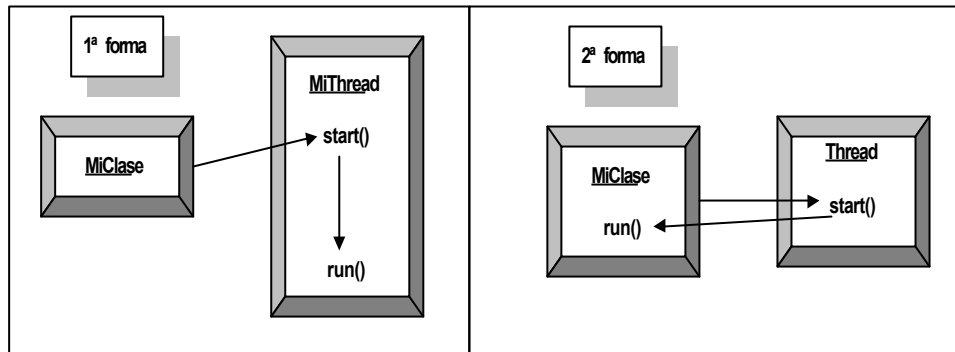 1ª forma
MiThread
start()
MiClase
run()
2ª forma
Thread
MiClase
start()
run()